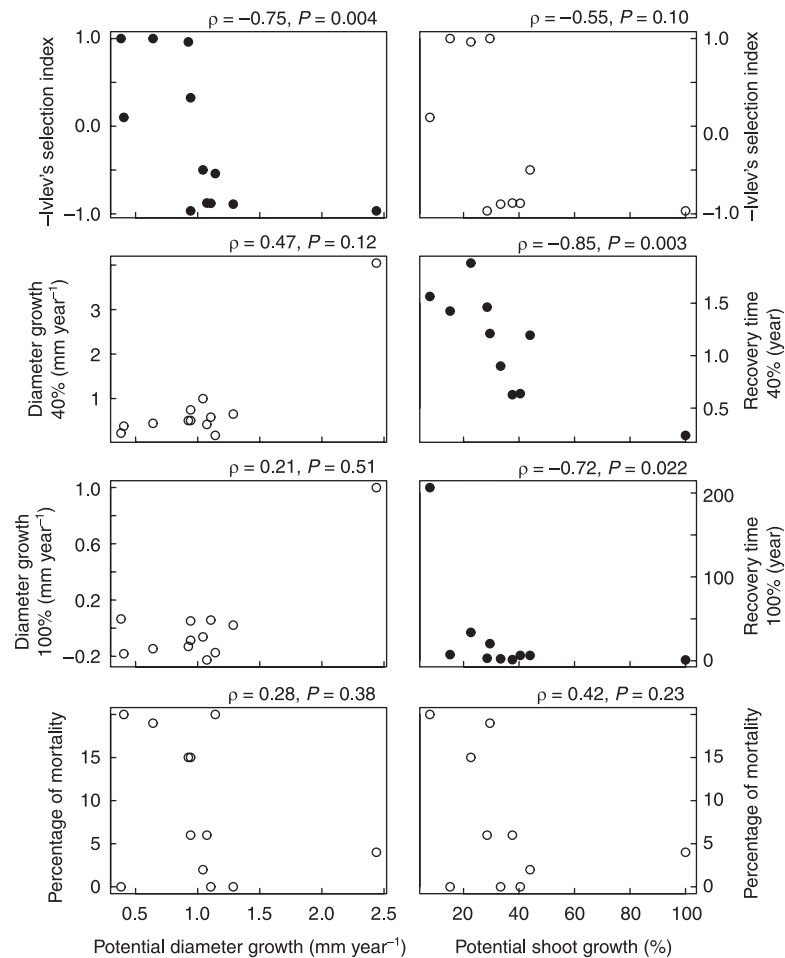 ρ = −0.75, P = 0.004
ρ = −0.55, P = 0.10
−Ivlev's selection index
1.0
0.0
−1.0
1.0
0.0
−1.0
−Ivlev's selection index
ρ = 0.47, P = 0.12
ρ = −0.85, P = 0.003
Diameter growth
40% (mm year⁻¹)
3
2
1
1.5
1.0
0.5
Recovery time
40% (year)
ρ = 0.21, P = 0.51
ρ = −0.72, P = 0.022
Diameter growth
100% (mm year⁻¹)
1.0
0.6
0.2
−0.2
200
100
0
Recovery time
100% (year)
ρ = 0.28, P = 0.38
ρ = 0.42, P = 0.23
Percentage of mortality
15
10
5
0
15
10
5
0
Percentage of mortality
0.5 1.0 1.5 2.0 2.5
20 40 60 80 100
Potential diameter growth (mm year⁻¹)
Potential shoot growth (%)